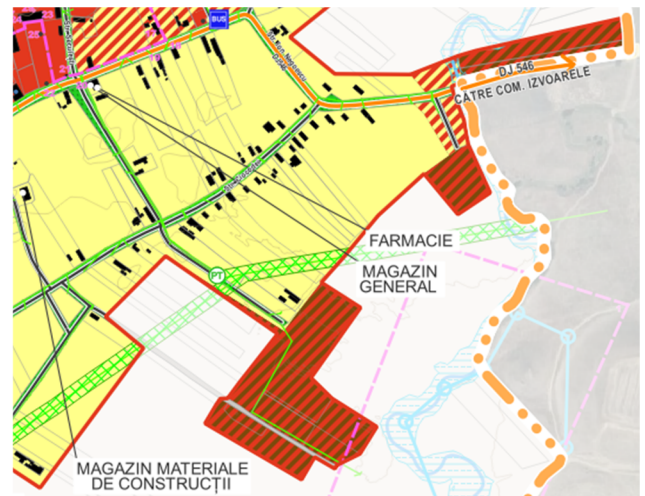 BUS
DJ 546
CĂTRE COM. IZVOARELE
FARMACIE
MAGAZIN
GENERAL
PT
MAGAZIN MATERIALE
DE CONSTRUCȚII